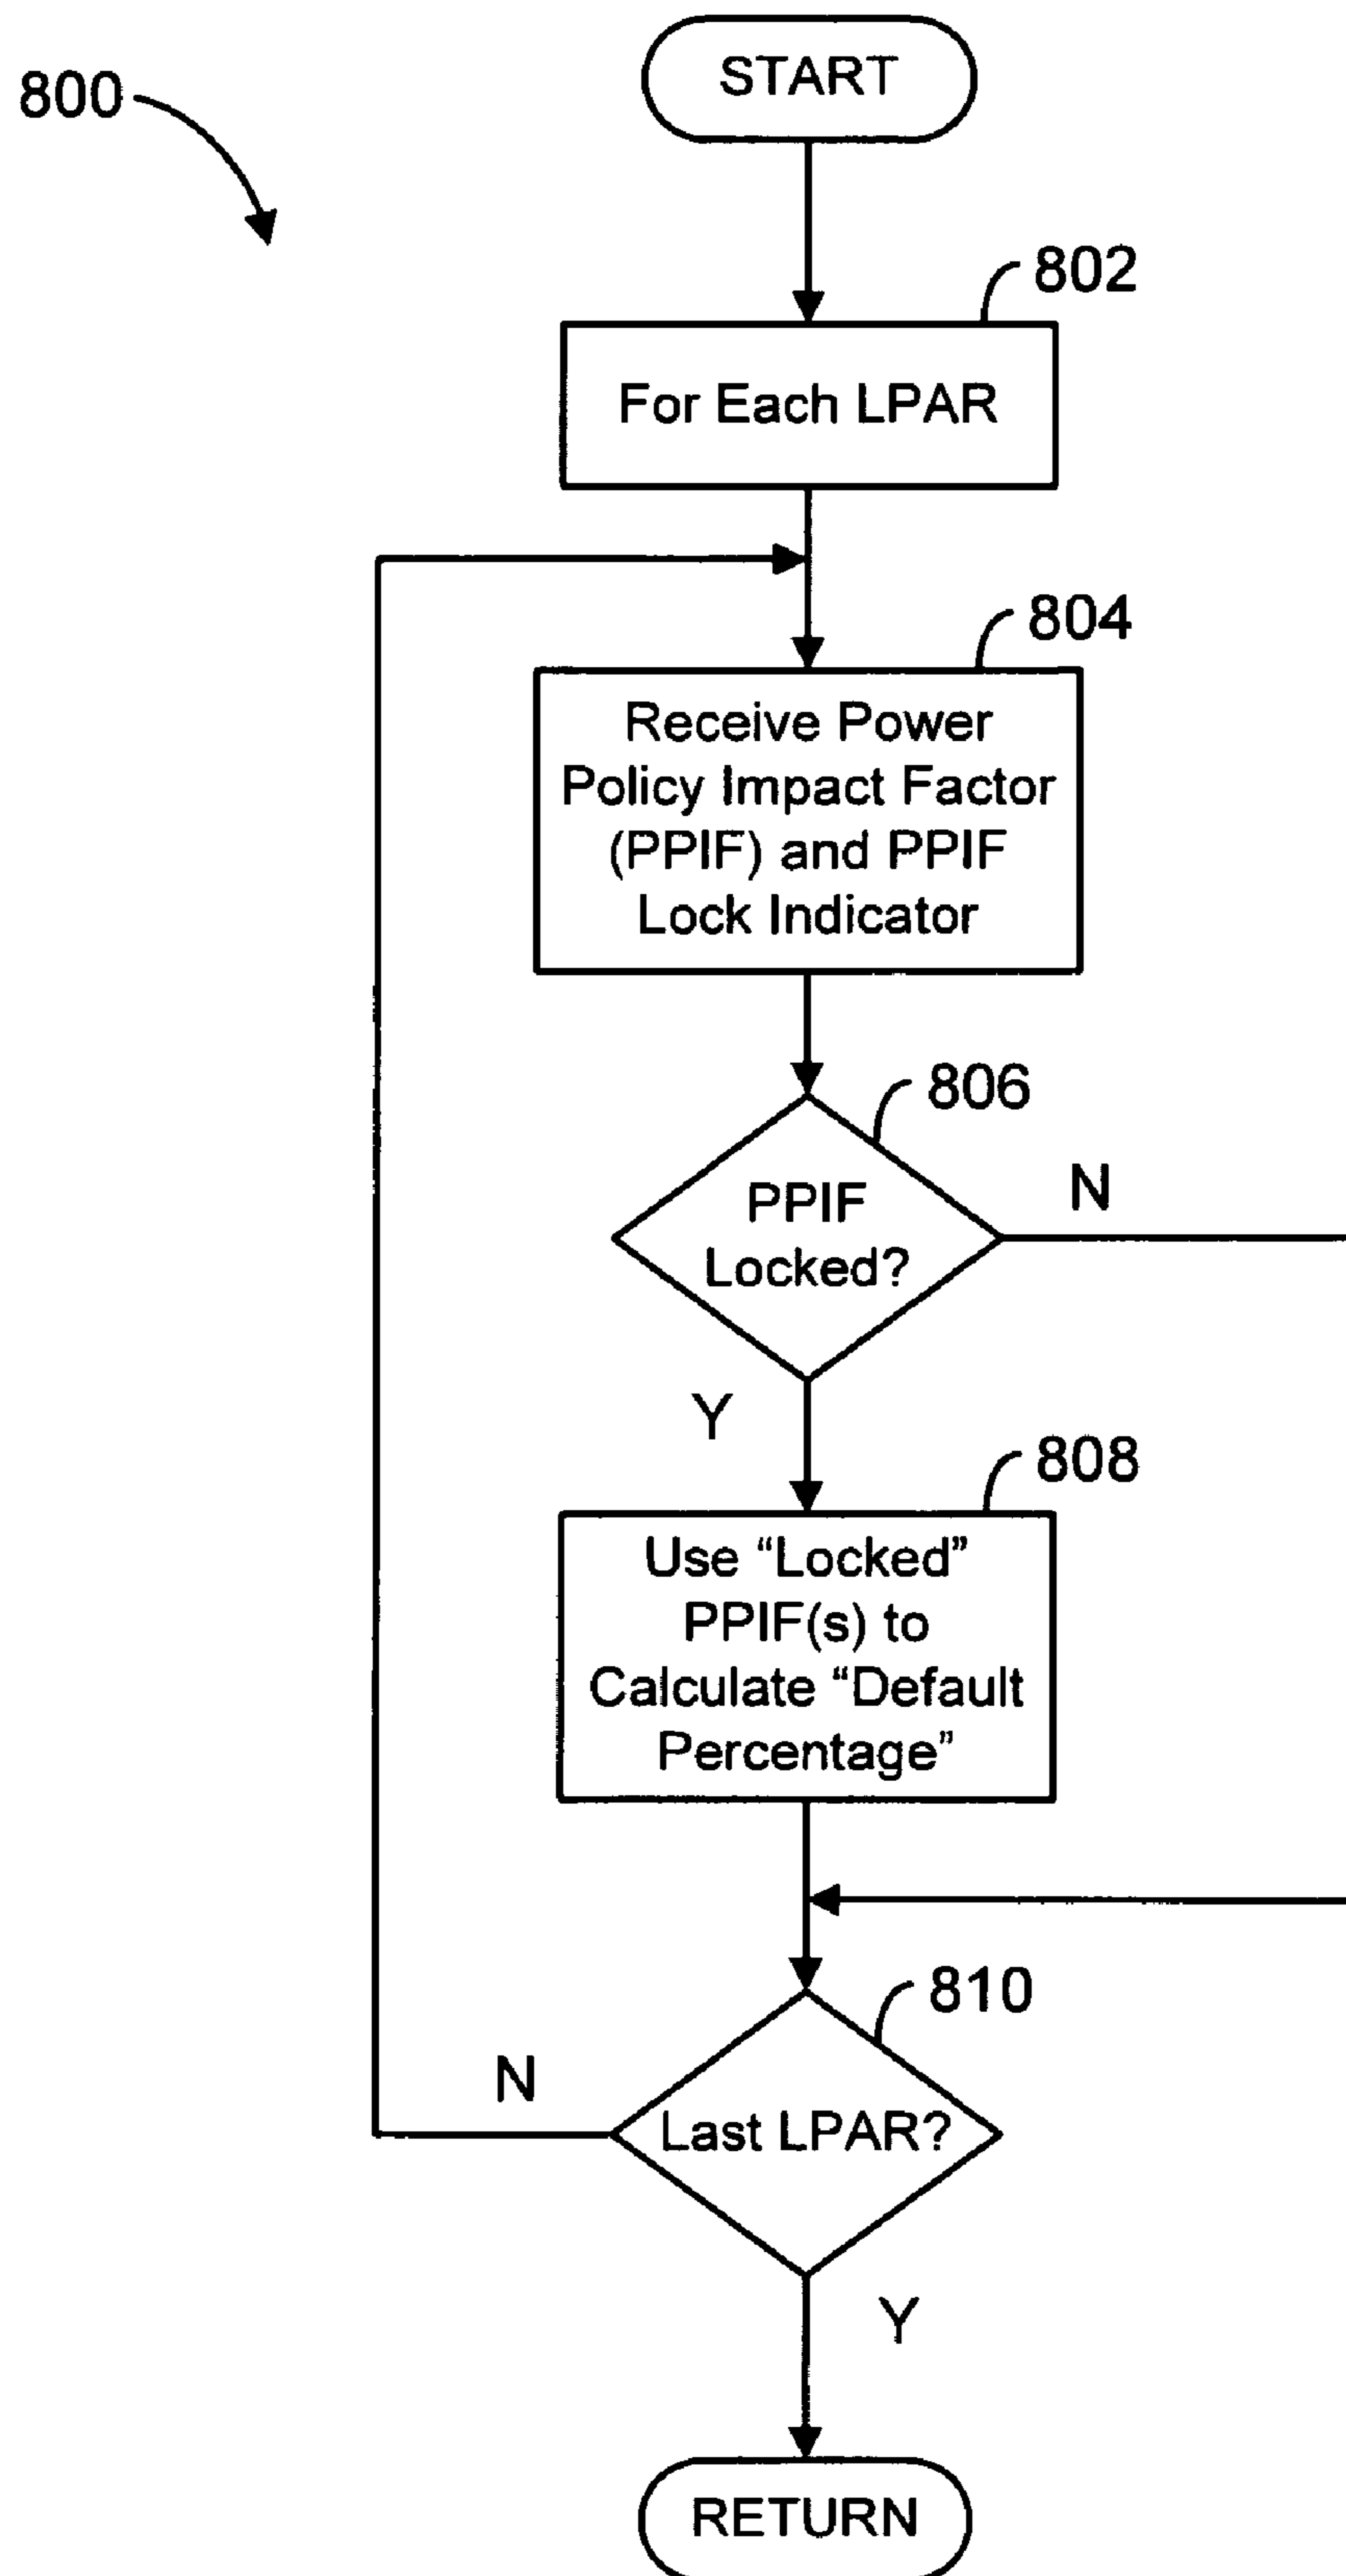 START
800
802
For Each LPAR
804
Receive Power
Policy Impact Factor
(PPIF) and PPIF
Lock Indicator
806
PPIF
Locked?
N
Y
808
Use “Locked”
PPIF(s) to
Calculate “Default
Percentage”
810
Last LPAR?
N
Y
RETURN